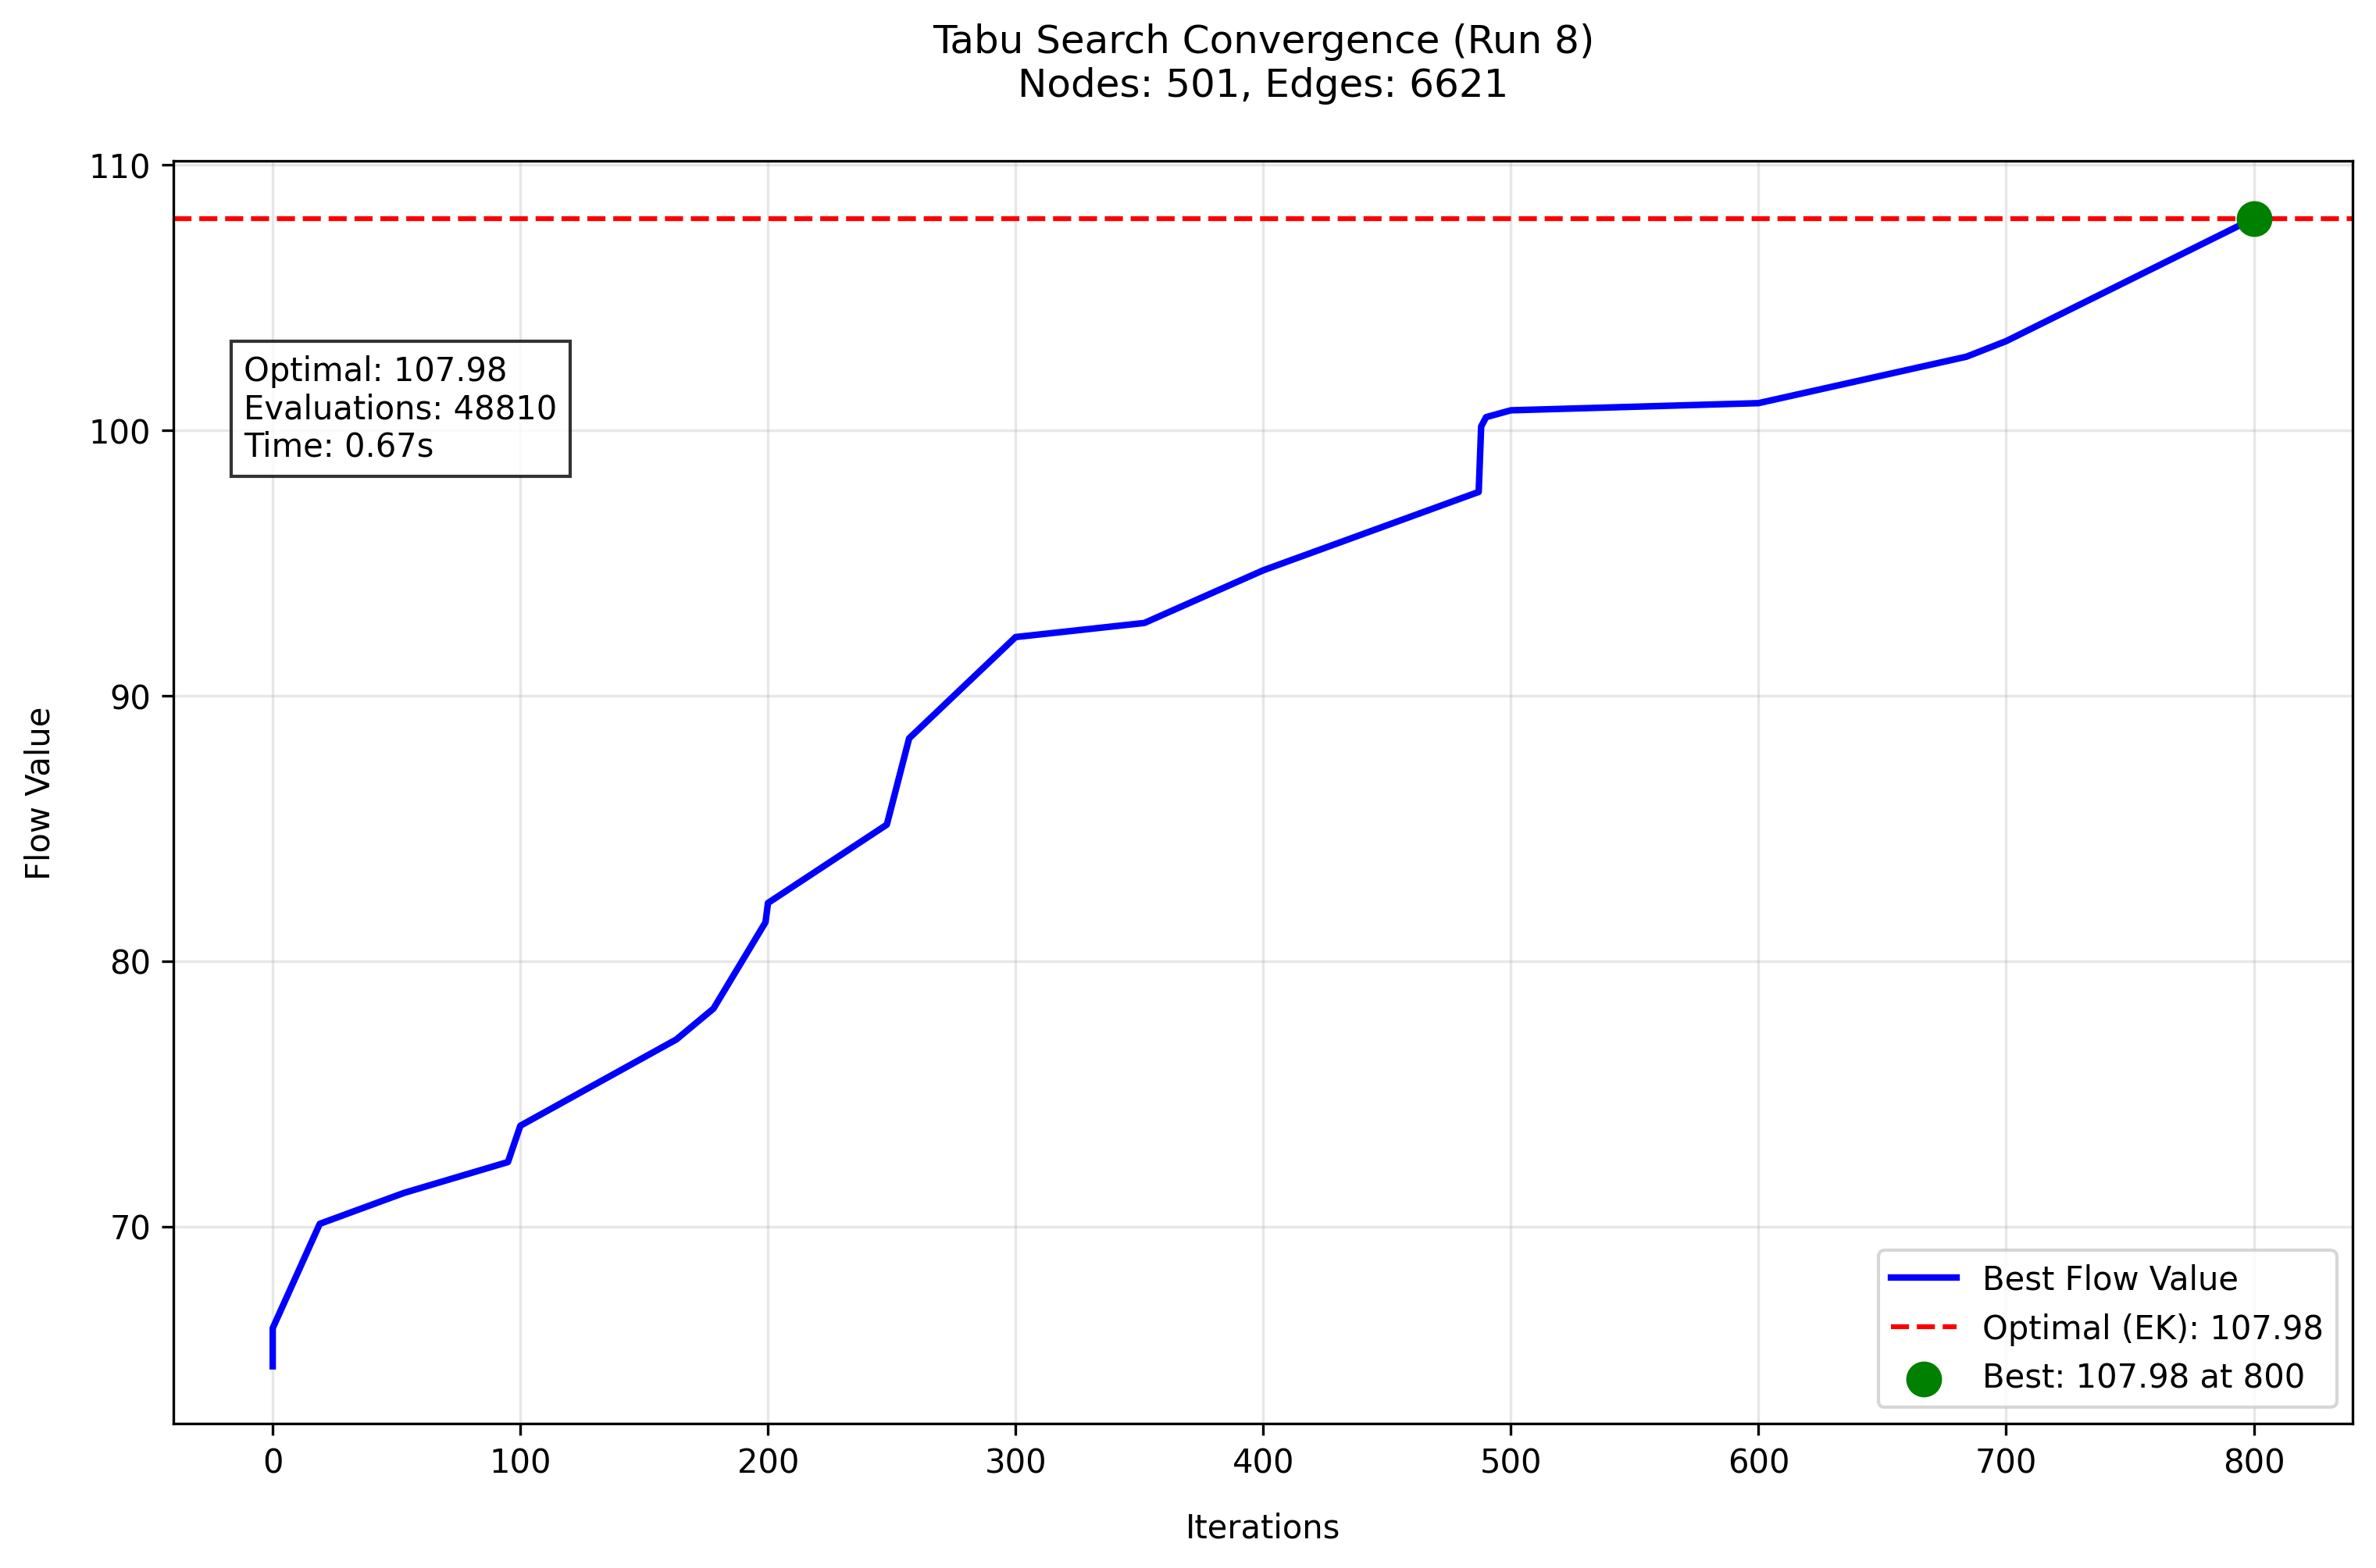 Tabu Search Convergence (Run 8)
Nodes: 501, Edges: 6621
110
100
90
80
70
Flow Value
Optimal: 107.98
Evaluations: 48810
Time: 0.67s
Best Flow Value
Optimal (EK): 107.98
Best: 107.98 at 800
0 100 200 300 400 500 600 700 800
Iterations